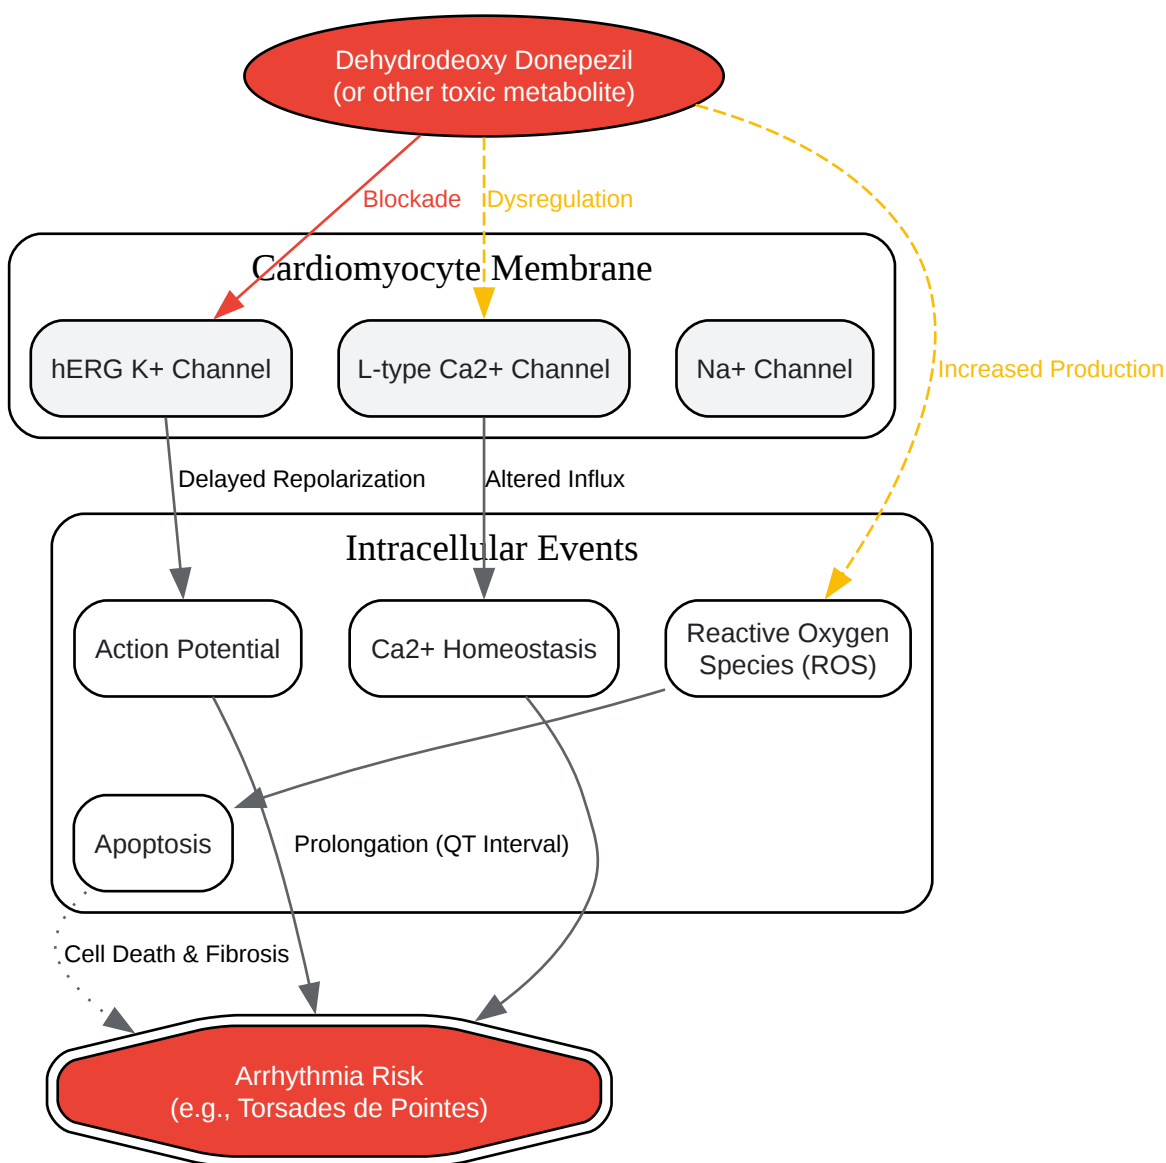 Dehydrodeoxy Donepezil
(or other toxic metabolite)
Blockade
Dysregulation
Cardiomyocyte Membrane
hERG K+ Channel
L-type Ca2+ Channel
Na+ Channel
Increased Production
Delayed Repolarization
Altered Influx
Intracellular Events
Action Potential
Ca2+ Homeostasis
Reactive Oxygen
Species (ROS)
Apoptosis
Prolongation (QT Interval)
Cell Death & Fibrosis
Arrhythmia Risk
(e.g., Torsades de Pointes)